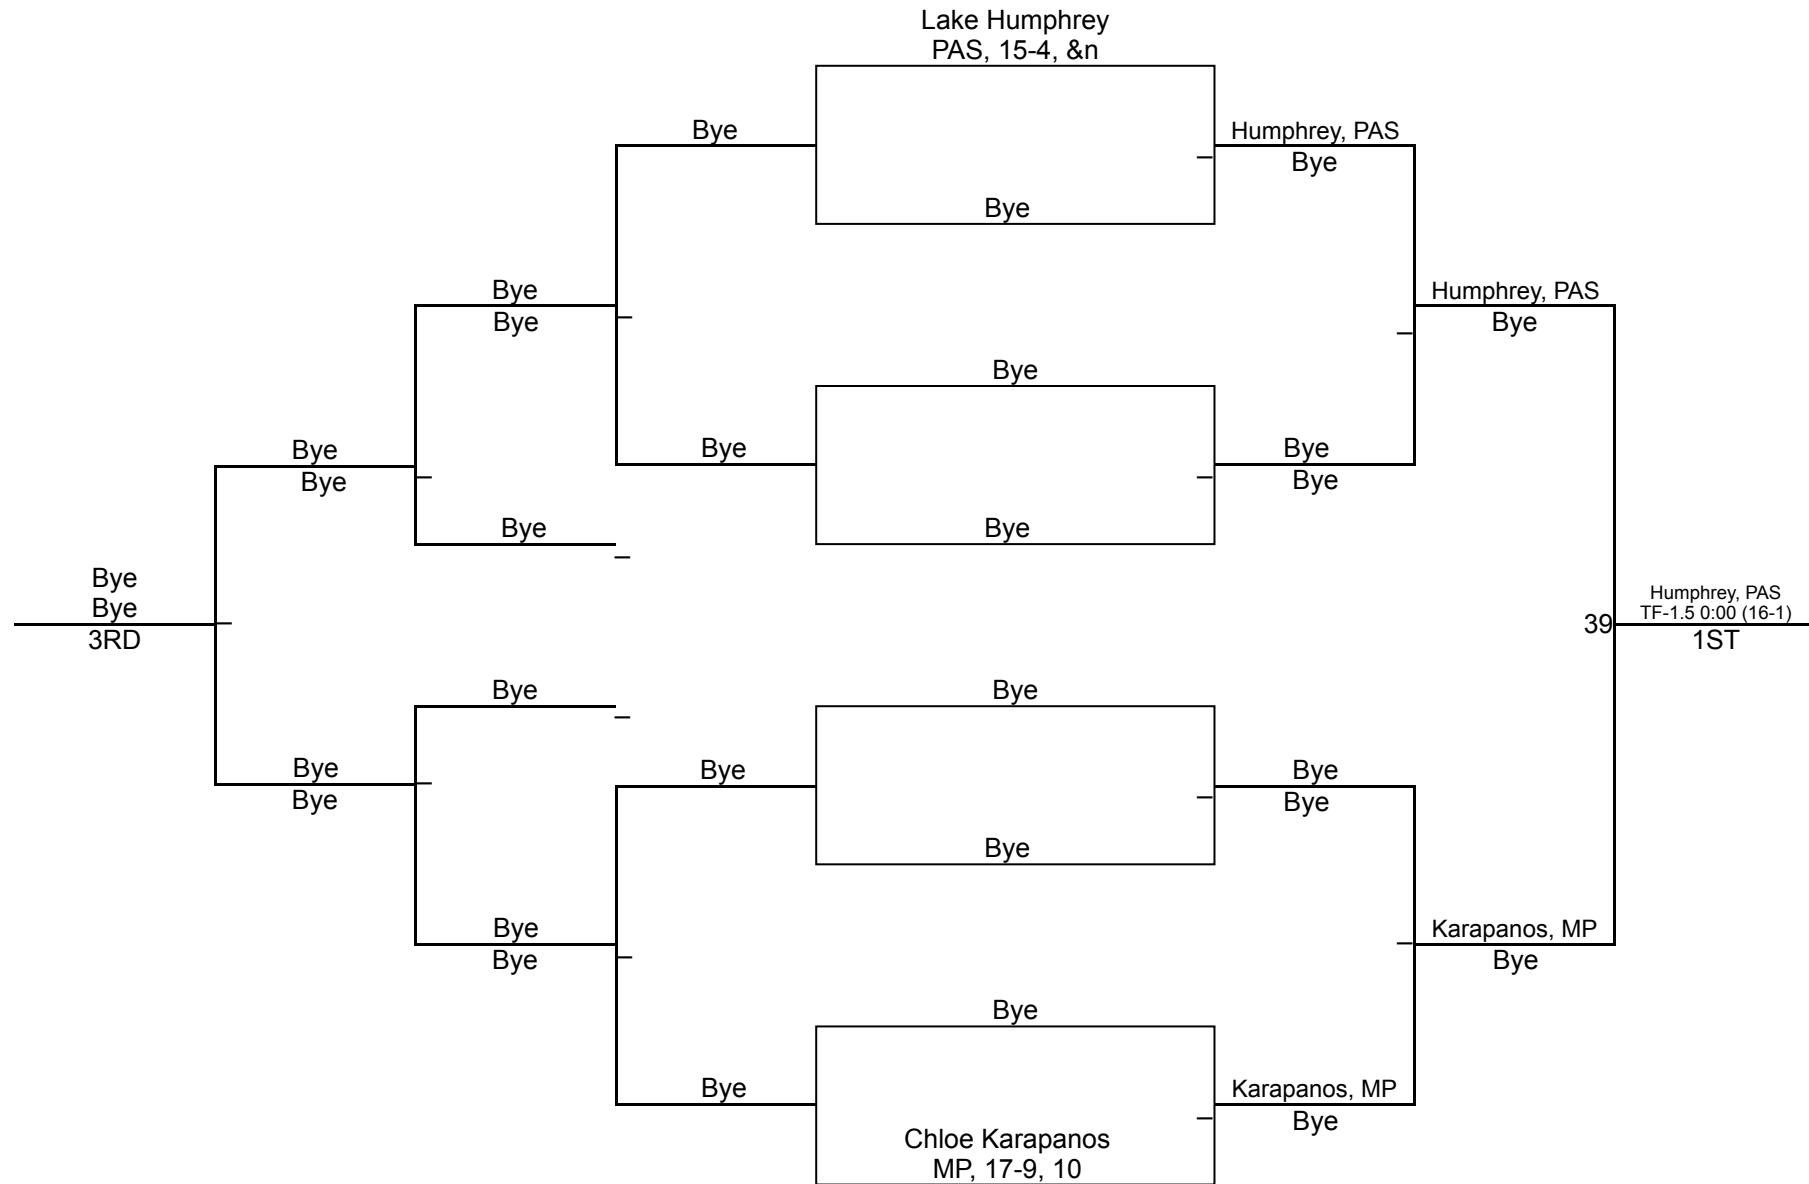 Lake Humphrey
PAS, 15-4, &n
Bye
Humphrey, PAS
Bye
Bye
Bye
Bye
Humphrey, PAS
Bye
Bye
Bye
Bye
Bye
Bye
Bye
Bye
Bye
Bye
Bye
Bye
Bye
3RD
39
Humphrey, PAS
TF-1.5 0:00 (16-1)
1ST
Bye
Bye
Bye
Bye
Bye
Bye
Bye
Bye
Bye
Karapanos, MP
Bye
Bye
Bye
Bye
Karapanos, MP
Bye
Chloe Karapanos
MP, 17-9, 10